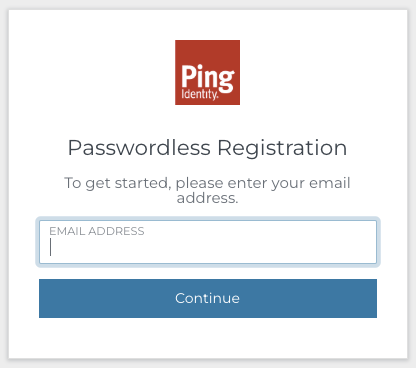 Ping
Identity.
Passwordless Registration
To get started, please enter your email
address.
EMAIL ADDRESS
Continue